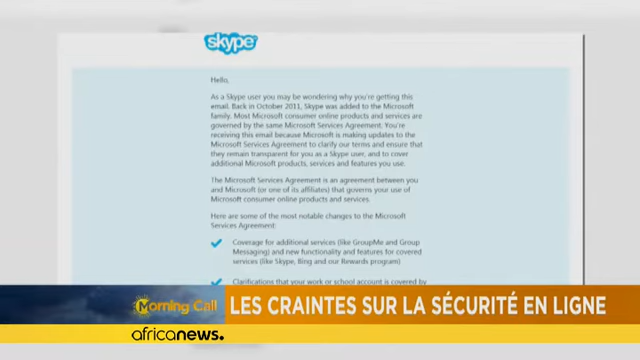 skype
Hello,
As a Skype user you may be wondering why you're getting this
email. Back in October 2011, Skype was added to the Microsoft
family. Most Microsoft consumer online products and services are
governed by the same Microsoft Services Agreement. You're
receiving this email because Microsoft is making updates to the
Microsoft Services Agreement to clarify our terms and ensure that
they remain transparent for you as a Skype user, and to cover
additional Microsoft products, services and features you use.
The Microsoft Services Agreement is an agreement between you
and Microsoft (or one of its affiliates) that governs your use of
Microsoft consumer online products and services.
Here are some of the most notable changes to the Microsoft
Services Agreement:
Coverage for additional services (like GroupMe and Group
Messaging) and new functionality and features for covered
services (like Skype, Bing and our Rewards program)
Clarifications that your work or school account is covered by
Morning Call
LES CRAINTES SUR LA SÉCURITÉ EN LIGNE
africanews.